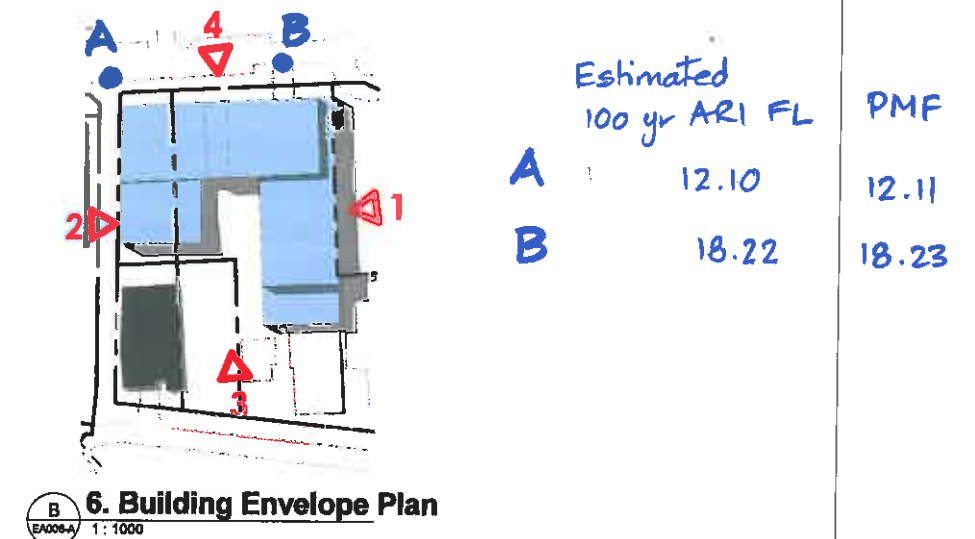 A 4 B
2 1
3
5
B 6. Building Envelope Plan
EA006-A 1 : 1000
Estimated
100 yr ARI FL PMF
A 12.10 12.11
B 18.22 18.23